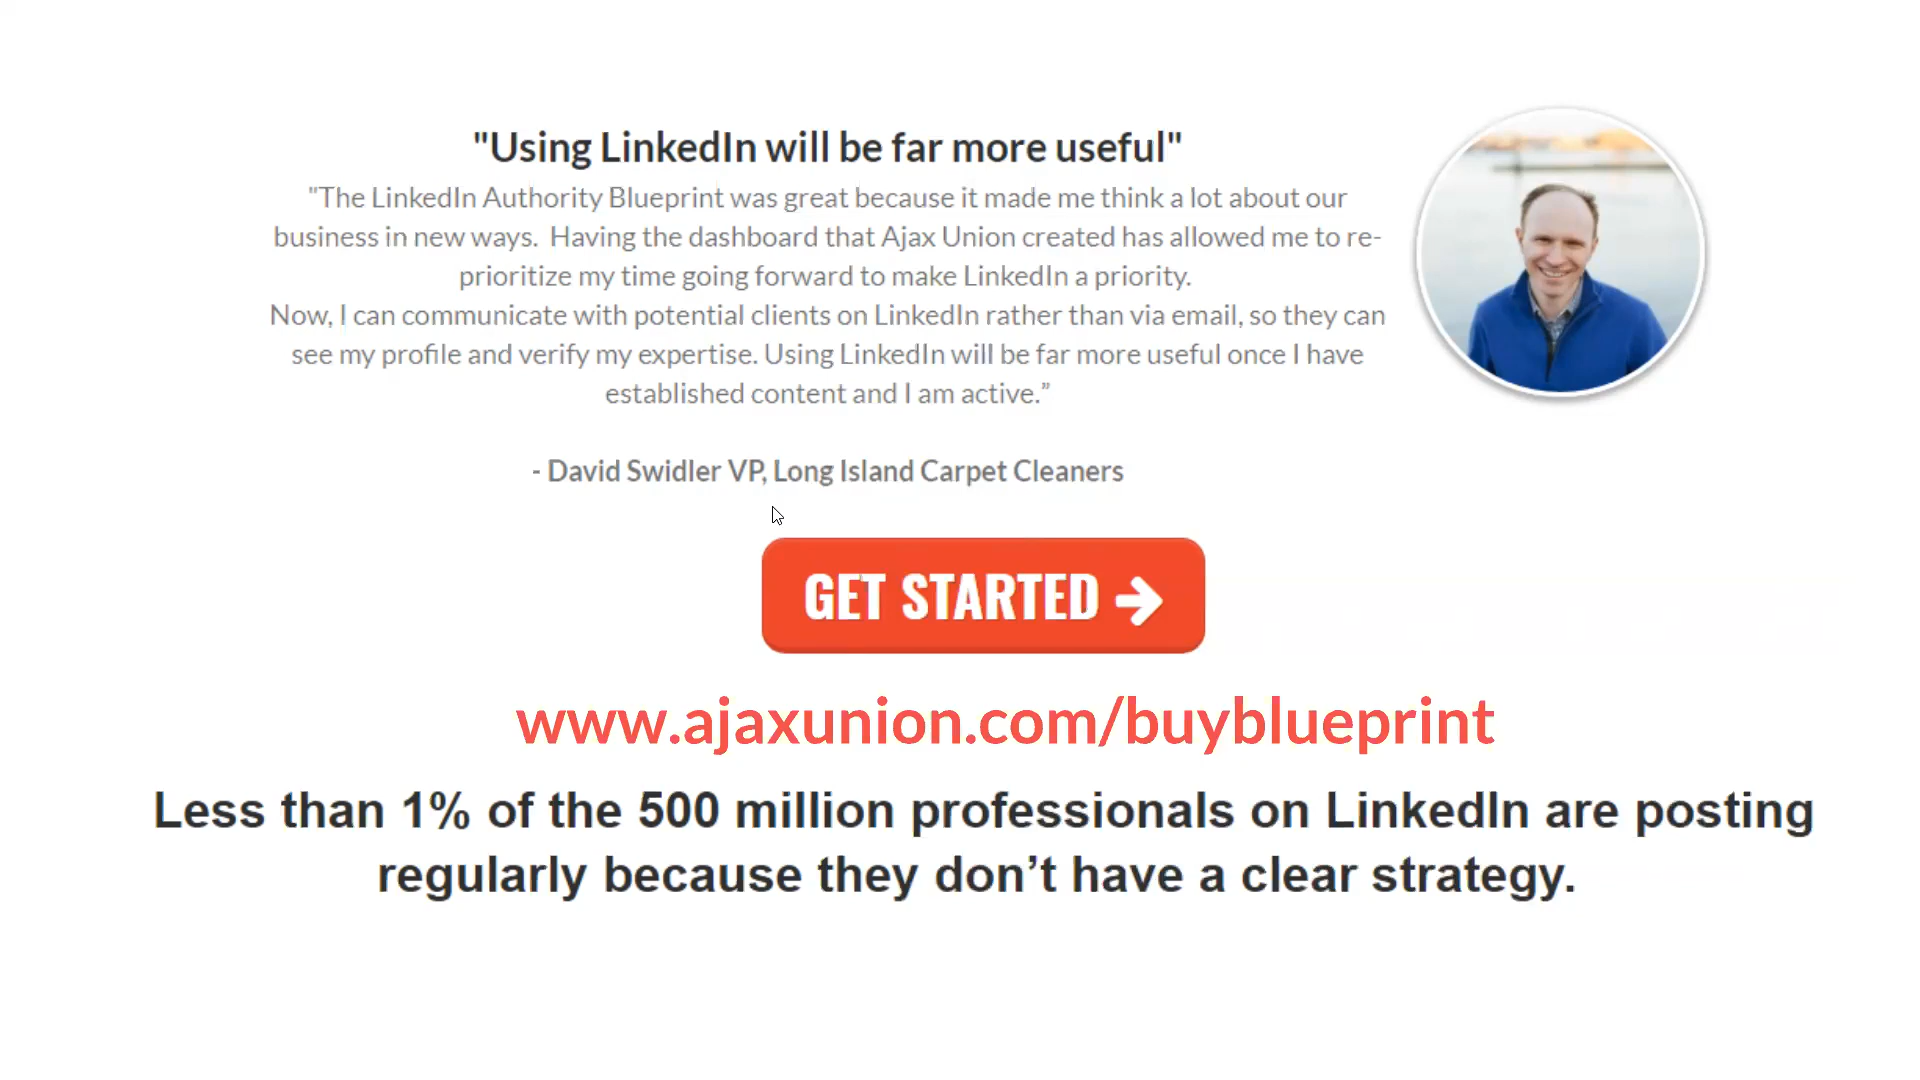 "Using LinkedIn will be far more useful"
"The LinkedIn Authority Blueprint was great because it made me think a lot about our
business in new ways.  Having the dashboard that Ajax Union created has allowed me to re-
prioritize my time going forward to make LinkedIn a priority.
Now, I can communicate with potential clients on LinkedIn rather than via email, so they can
see my profile and verify my expertise. Using LinkedIn will be far more useful once I have
established content and I am active.”
- David Swidler VP, Long Island Carpet Cleaners
GET STARTED
www.ajaxunion.com/buyblueprint
Less than 1% of the 500 million professionals on LinkedIn are posting
regularly because they don’t have a clear strategy.